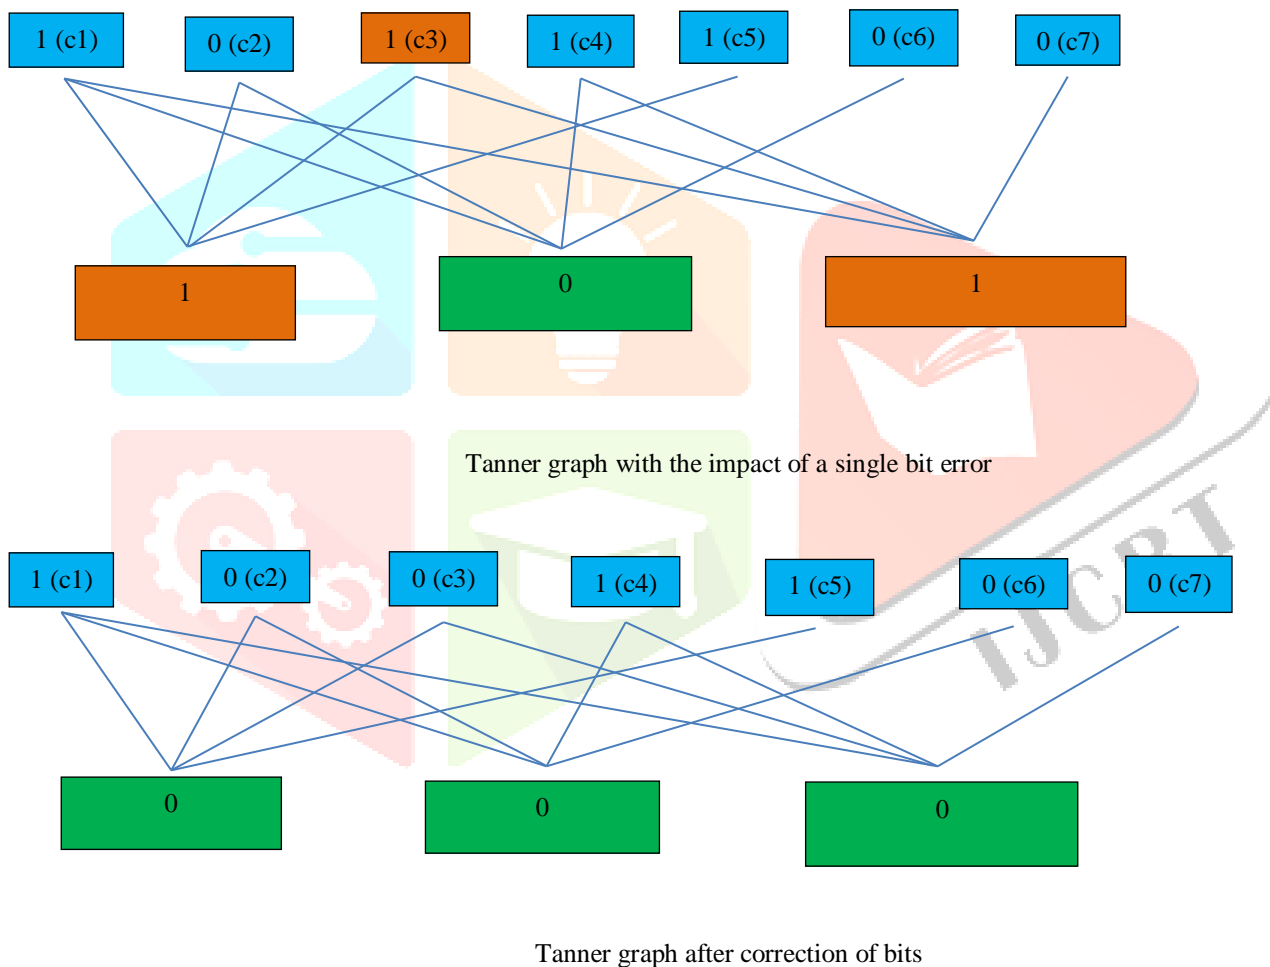 1 (c1) 0 (c2) 1 (c3) 1 (c4) 1 (c5) 0 (c6) 0 (c7)
1 0 1
Tanner graph with the impact of a single bit error
1 (c1) 0 (c2) 0 (c3) 1 (c4) 1 (c5) 0 (c6) 0 (c7)
IJCRT
0 0 0
Tanner graph after correction of bits